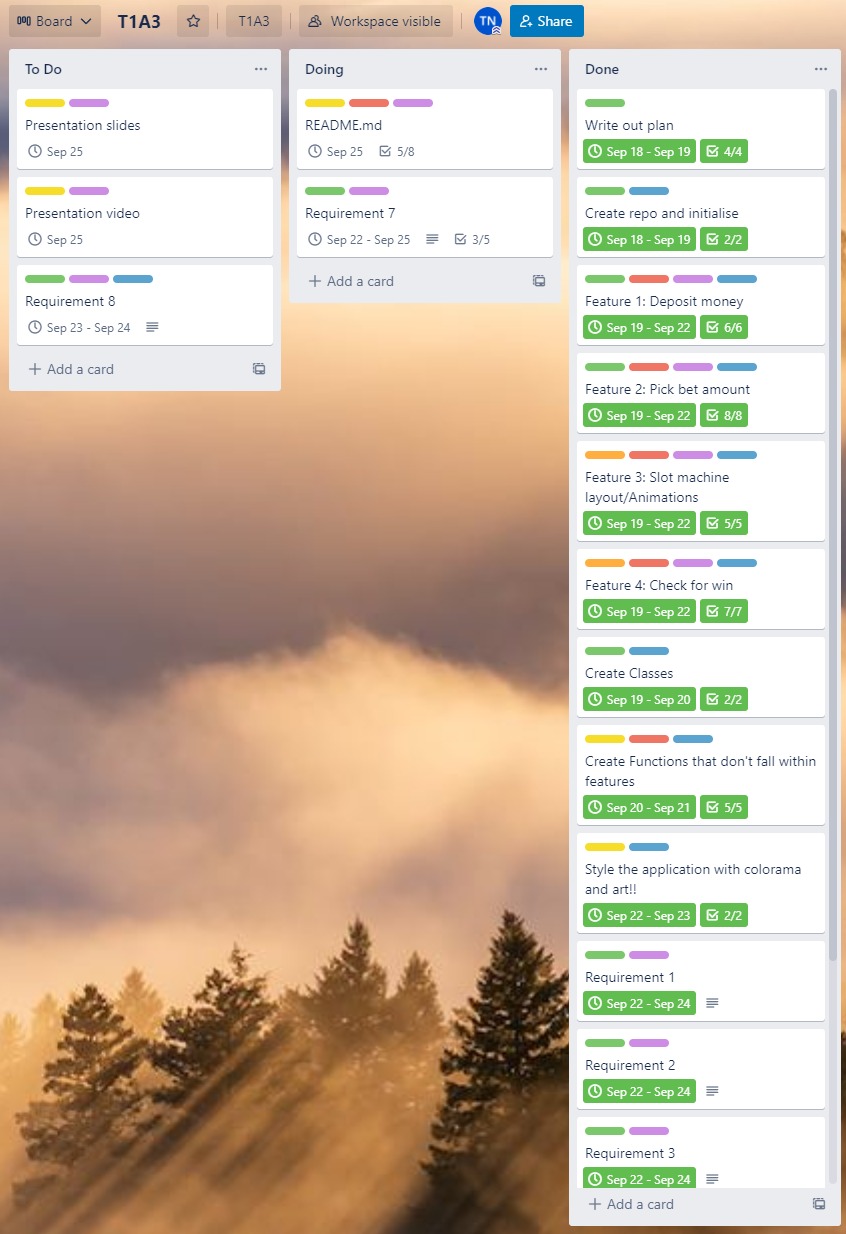 Board
T1A3
T1A3
Workspace visible
TN
Share
To Do
Presentation slides
Sep 25
Presentation video
Sep 25
Requirement 8
Sep 23 - Sep 24
Add a card
Doing
README.md
Sep 25 5/8
Requirement 7
Sep 22 - Sep 25 3/5
Add a card
Done
Write out plan
Sep 18 - Sep 19 4/4
Create repo and initialise
Sep 18 - Sep 19 2/2
Feature 1: Deposit money
Sep 19 - Sep 22 6/6
Feature 2: Pick bet amount
Sep 19 - Sep 22 8/8
Feature 3: Slot machine
layout/Animations
Sep 19 - Sep 22 5/5
Feature 4: Check for win
Sep 19 - Sep 22 7/7
Create Classes
Sep 19 - Sep 20 2/2
Create Functions that don't fall within
features
Sep 20 - Sep 21 5/5
Style the application with colorama
and art!!
Sep 22 - Sep 23 2/2
Requirement 1
Sep 22 - Sep 24
Requirement 2
Sep 22 - Sep 24
Requirement 3
Sep 22 - Sep 24
Add a card